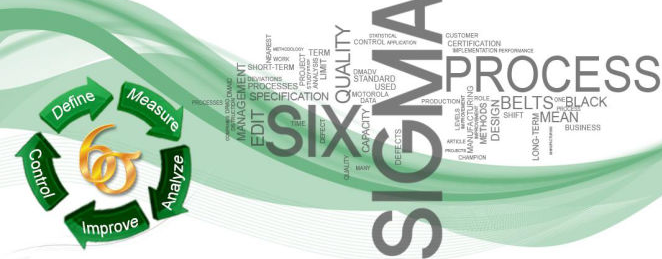 Define
Measure
Analyze
Improve
Control
6σ
SIX
SIGMA
PROCESS
QUALITY
MANAGEMENT
EDIT
SHORT-TERM
NEAREST
METHODOLOGY
WORK
DEVIATIONS
PROCESSES
SPECIFICATION
PROCESSES
TIME
DEFECT
PROJECT
TERM
ANALYSIS
LIMIT
STATISTICAL
CONTROL APPLICATION
DMADV
STANDARD
USED
MOTOROLA
DATA
CAPACITY
QUALITY
MANY
DEFECTS
CUSTOMER
CERTIFICATION
IMPLEMENTATION PERFORMANCE
PRODUCTION
LEVELS
MANUFACTURING
ROLE
METHODS
DESIGN
BELTS
ONE
BLACK
PROCESS
SHIFT
MEAN
LONG-TERM
BUSINESS
ARTICLE
PROJECTS
CHAMPION